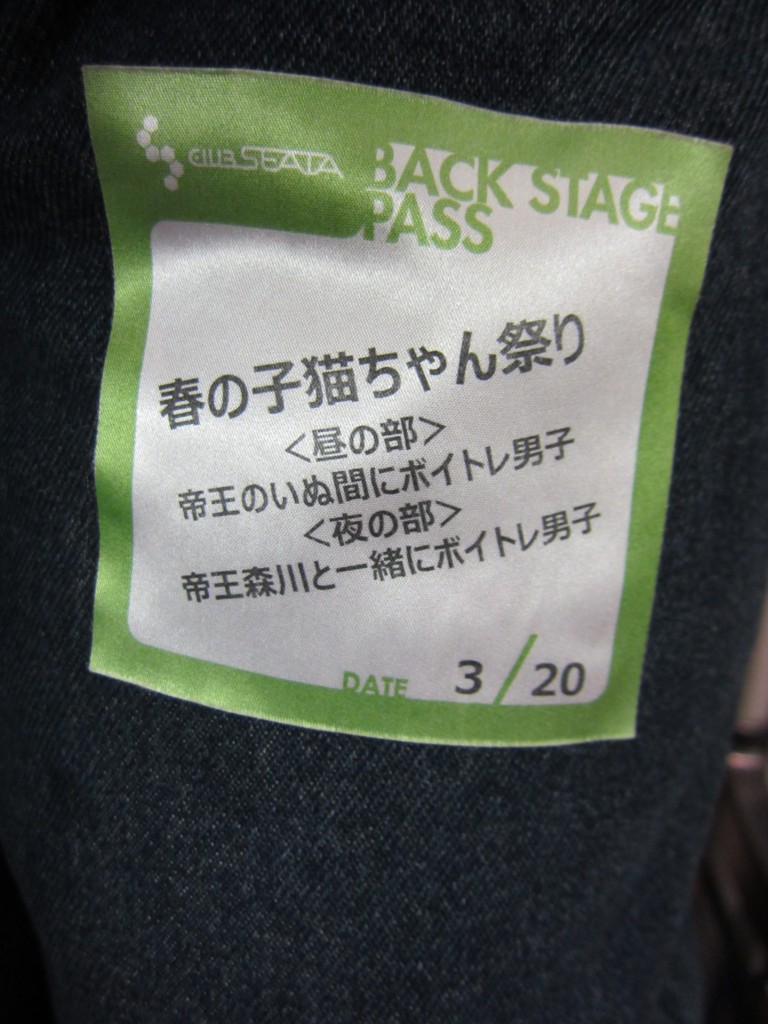 CLUB SEATA
BACK STAGE
PASS
春の子猫ちゃん祭り
<昼の部>
帝王のいぬ間にボイトレ男子
<夜の部>
帝王森川と一緒にボイトレ男子
DATE 3/20